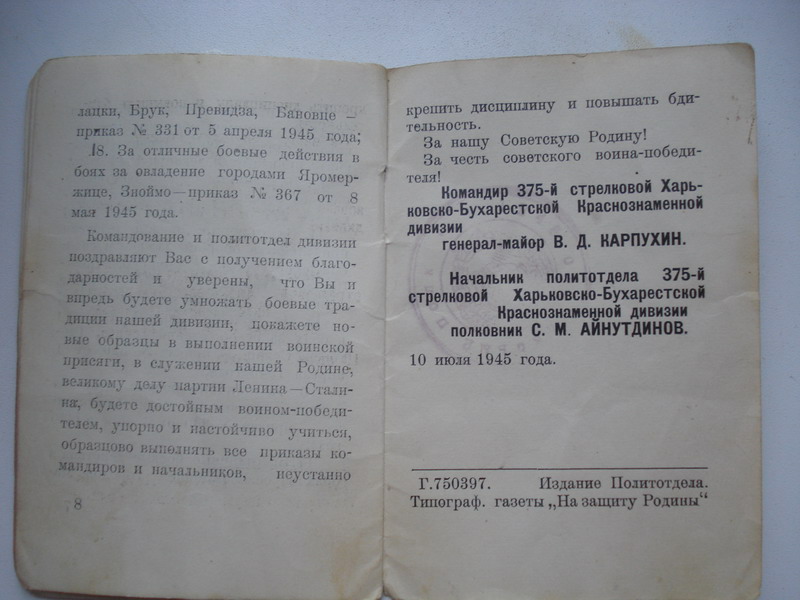 лацки, Брук, Превидза, Бановце —
приказ № 331 от 5 апреля 1945 года;
18. За отличные боевые действия в
боях за овладение городами Яромер-
жице, Зноймо—приказ № 367 от 8
мая 1945 года.
Командование и политотдел дивизии
поздравляют Вас с получением благо-
дарностей и уверены, что Вы и
впредь будете умножать боевые тра-
диции нашей дивизии, покажете но-
вые образцы в выполнении воинской
присяги, в служении кашей Родине,
великому делу партии Ленина—Стали-
на, будете достойным воином-победи-
телем, упорно и настойчиво учиться,
образцово выполнять все приказы ко-
мандиров и начальников, неустанно
8
крепить дисциплину и повышать бди-
тельность.
За нашу Советскую Родину!
За честь советского воина-победи-
теля!
Командир 375-й стрелковой Харь-
ковско-Бухарестской Краснознаменной
дивизии
генерал-майор В. Д. КАРПУХИН.
Начальник политотдела 375-й
стрелковой Харьковско-Бухарестской
Краснознаменной дивизии
полковник С. М. АЙНУТДИНОВ.
10 июля 1945 года.
Г.750397. Издание Политотдела.
Типограф. газеты „На защиту Родины“